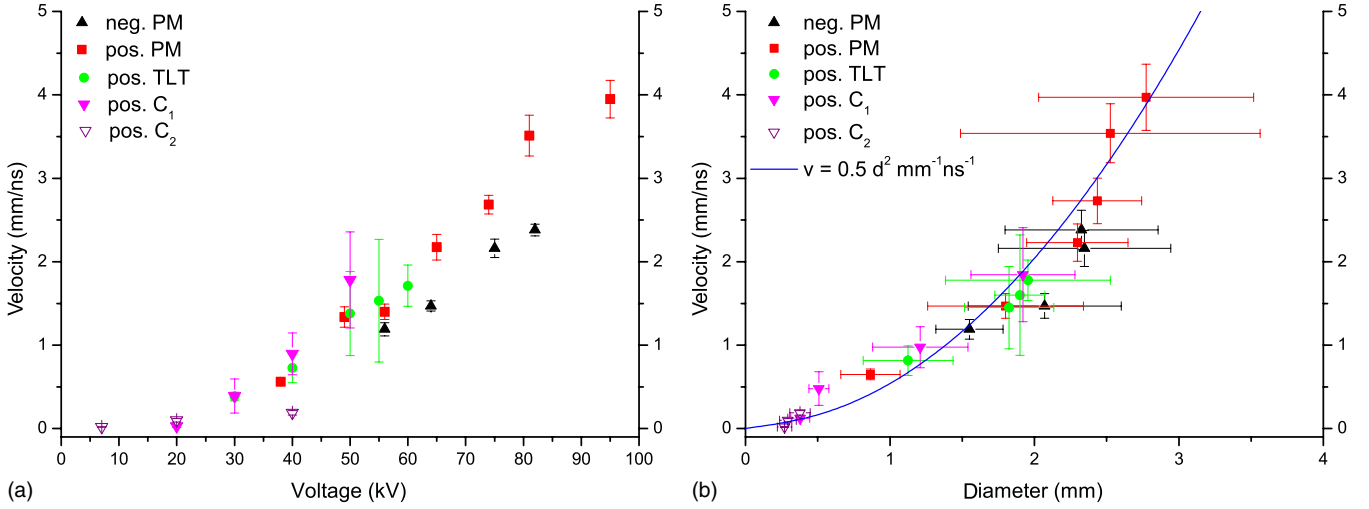 neg. PM
pos. PM
pos. TLT
pos. C₁
pos. C₂
5
4
3
2
1
0
5
4
3
2
1
0
0 10 20 30 40 50 60 70 80 90 100
Velocity (mm/ns)
Voltage (kV)
(a)
neg. PM
pos. PM
pos. TLT
pos. C₁
pos. C₂
v = 0.5 d² mm⁻¹ns⁻¹
5
4
3
2
1
0
5
4
3
2
1
0
0 1 2 3 4
Velocity (mm/ns)
Diameter (mm)
(b)